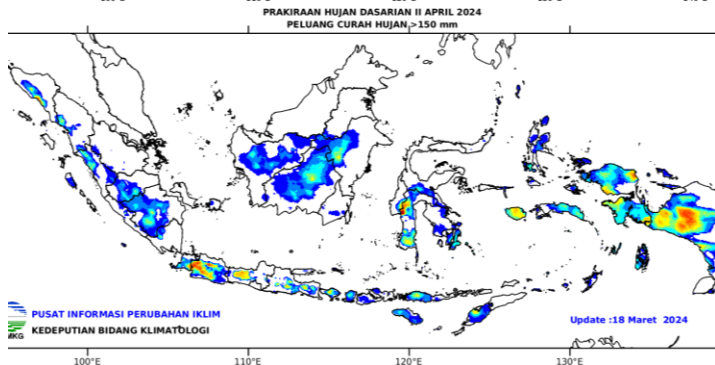 PRAKIRAAN HUJAN DASARIAN II APRIL 2024
PELUANG CURAH HUJAN >150 mm
PUSAT INFORMASI PERUBAHAN IKLIM
MKG KEDEPUTIAN BIDANG KLIMATOLOGI
Update :18 Maret 2024
100°E 110°E 120°E 130°E